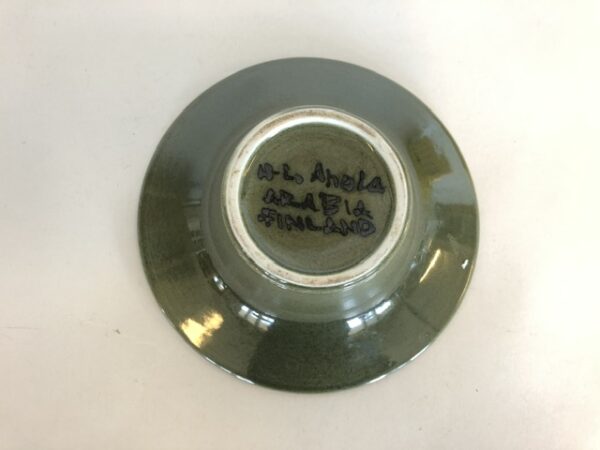 H-L. Ahola
ARABIA
FINLAND